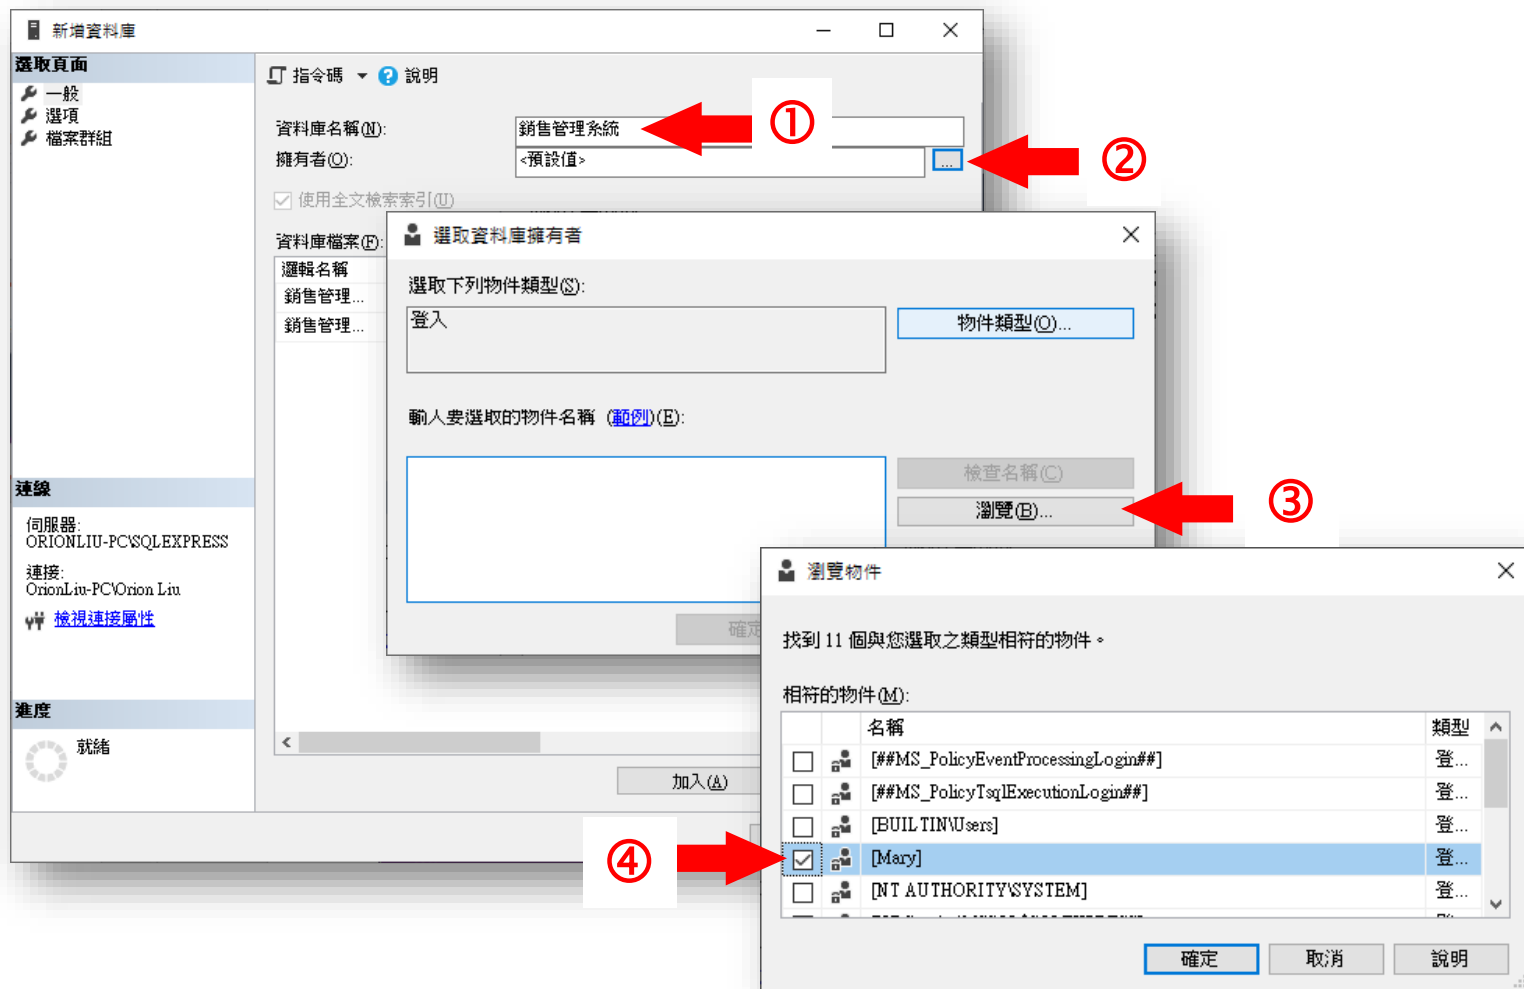 新增資料庫
選取頁面
一般
選項
檔案群組
指令碼 說明
資料庫名稱(N): 銷售管理系統 ①
擁有者(O): <預設值> ... ②
使用全文檢索索引(U)
資料庫檔案(F):
邏輯名稱
銷售管理...
銷售管理...
連線
伺服器:
ORIONLIU-PC\SQLEXPRESS
連接:
OrionLiu-PC\Orion Liu
檢視連接屬性
進度
就緒
加入(A)
選取資料庫擁有者
選取下列物件類型(S):
登入
物件類型(O)...
輸入要選取的物件名稱 (範例)(E):
檢查名稱(C)
瀏覽(B)... ③
確定
瀏覽物件
找到 11 個與您選取之類型相符的物件。
相符的物件(M):
名稱 類型
[##MS_PolicyEventProcessingLogin##] 登...
[##MS_PolicyTsqlExecutionLogin##] 登...
[BUILTIN\Users] 登...
④ [Mary] 登...
[NT AUTHORITY\SYSTEM] 登...
確定 取消 說明